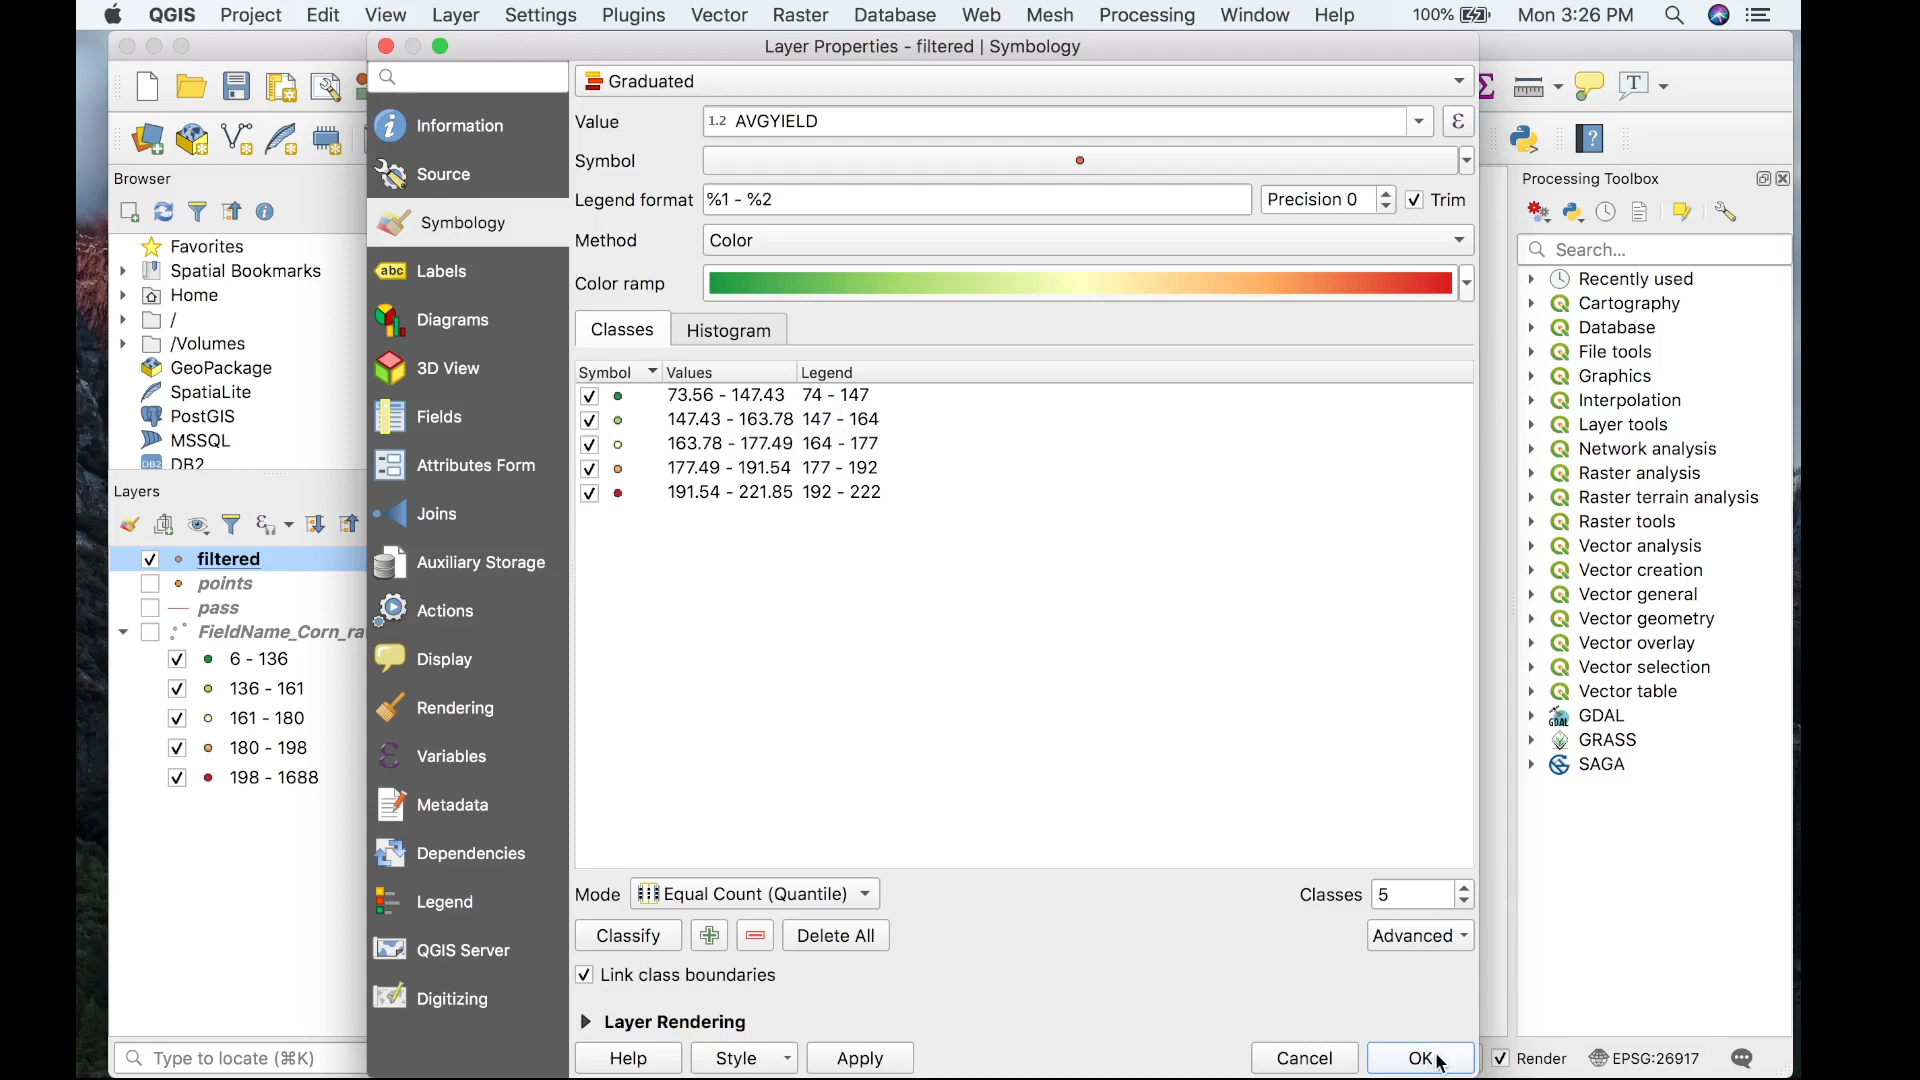 QGIS Project Edit View Layer Settings Plugins Vector Raster Database Web Mesh Processing Window Help 100% Mon 3:26 PM
Layer Properties - filtered | Symbology
Information
Source
Symbology
Labels
abc
Diagrams
3D View
Fields
Attributes Form
Joins
Auxiliary Storage
Actions
Display
Rendering
Variables
Metadata
Dependencies
Legend
QGIS Server
Digitizing
Graduated
Value 1.2 AVGYIELD ε
Symbol
Legend format %1 - %2 Precision 0 Trim
Method Color
Color ramp
Classes Histogram
Symbol Values Legend
73.56 - 147.43 74 - 147
147.43 - 163.78 147 - 164
163.78 - 177.49 164 - 177
177.49 - 191.54 177 - 192
191.54 - 221.85 192 - 222
Mode Equal Count (Quantile) Classes 5
Classify Delete All Advanced
Link class boundaries
Layer Rendering
Help Style Apply Cancel OK
Browser
Favorites
Spatial Bookmarks
Home
/
/Volumes
GeoPackage
SpatiaLite
PostGIS
MSSQL
DB2 DB2
Layers
filtered
points
pass
FieldName_Corn_ra
6 - 136
136 - 161
161 - 180
180 - 198
198 - 1688
Type to locate (⌘K)
Processing Toolbox
Search...
Recently used
Cartography
Database
File tools
Graphics
Interpolation
Layer tools
Network analysis
Raster analysis
Raster terrain analysis
Raster tools
Vector analysis
Vector creation
Vector general
Vector geometry
Vector overlay
Vector selection
Vector table
GDAL GDAL
GRASS
SAGA
Render EPSG:26917